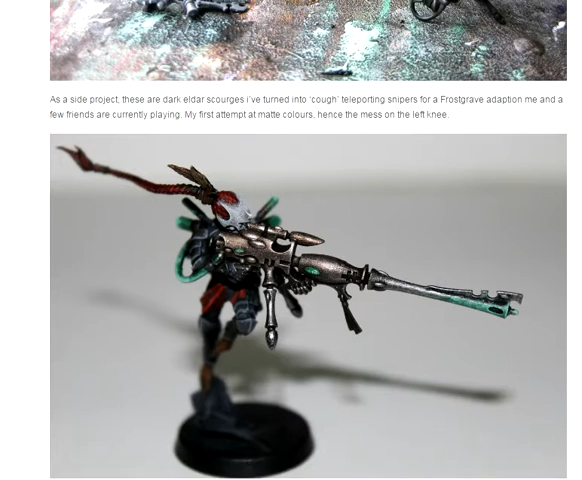 As a side project, these are dark eldar scourges i've turned into 'cough' teleporting snipers for a Frostgrave adaption me and a
few friends are currently playing. My first attempt at matte colours, hence the mess on the left knee.